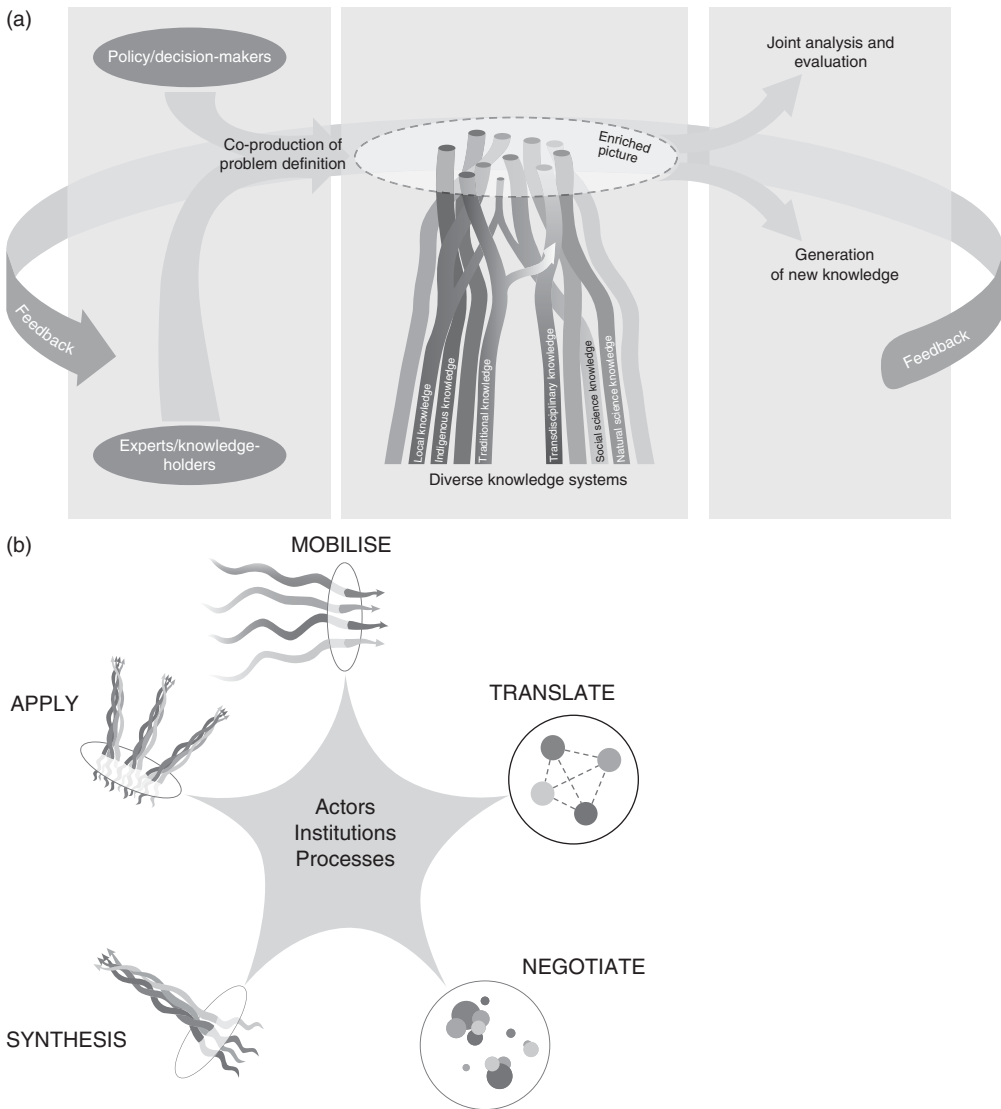 (a)
Policy/decision-makers
Co-production of
problem definition
Experts/knowledge-
holders
Feedback
Enriched
picture
Local knowledge
Indigenous knowledge
Traditional knowledge
Transdisciplinary knowledge
Social science knowledge
Natural science knowledge
Diverse knowledge systems
Joint analysis and
evaluation
Generation
of new knowledge
Feedback
(b)
MOBILISE
TRANSLATE
NEGOTIATE
SYNTHESIS
APPLY
Actors
Institutions
Processes